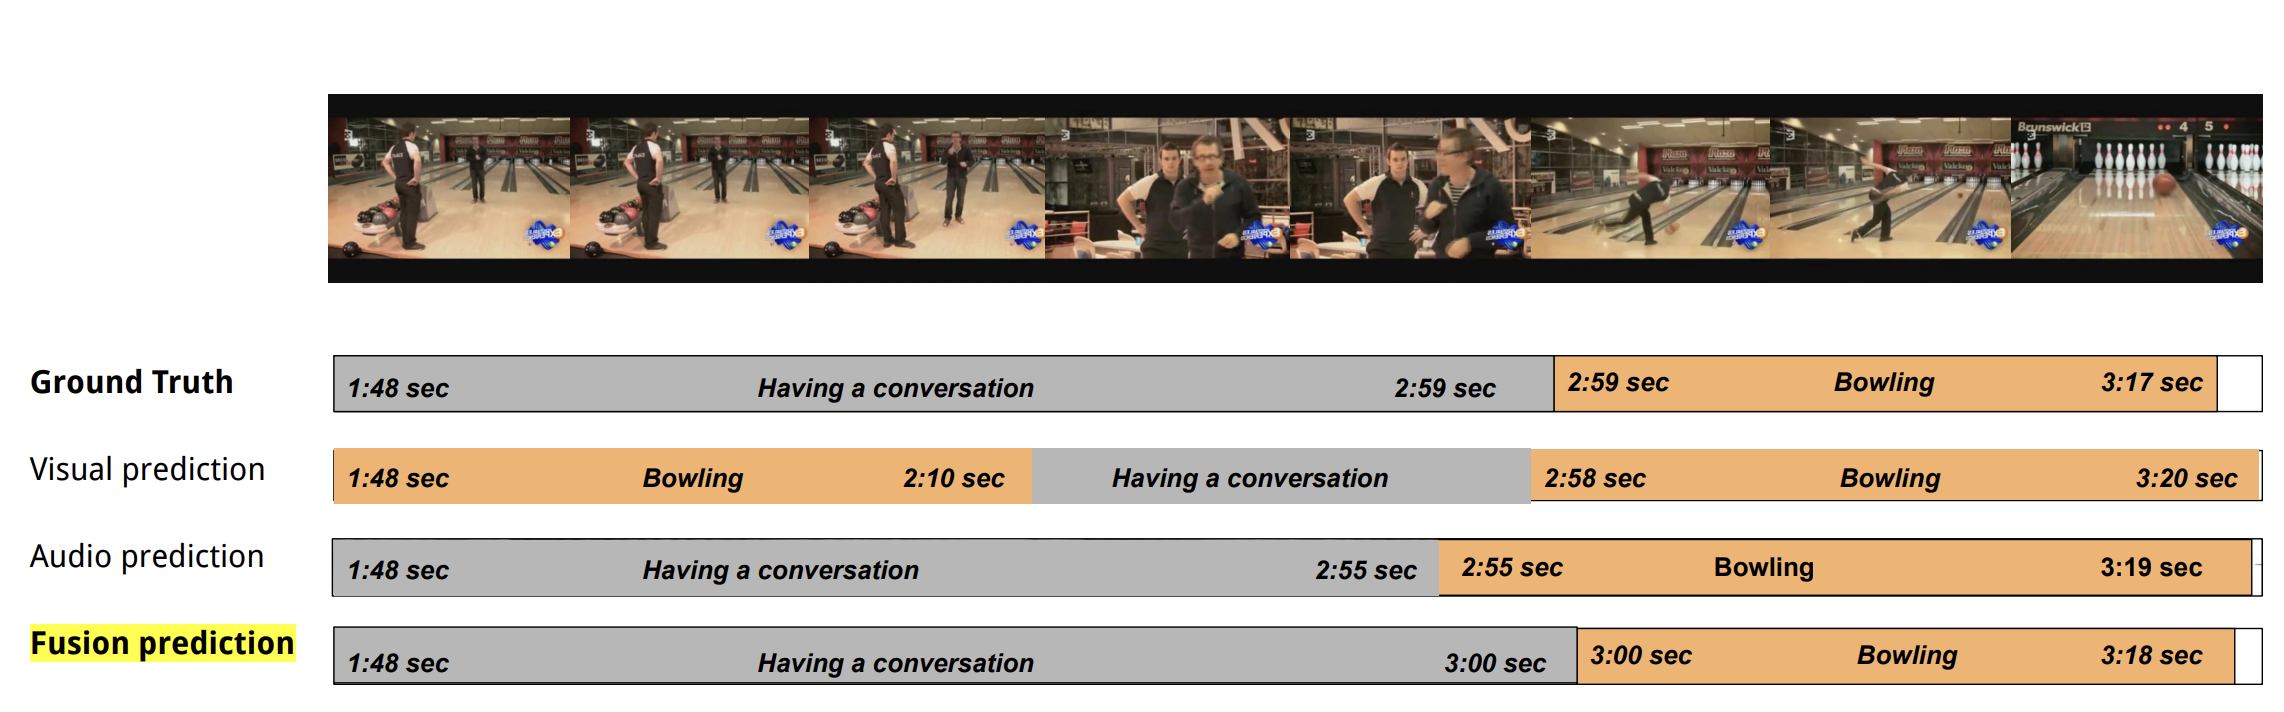 Brunswick 4 5
Ground Truth 1:48 sec Having a conversation 2:59 sec 2:59 sec Bowling 3:17 sec
Visual prediction 1:48 sec Bowling 2:10 sec Having a conversation 2:58 sec Bowling 3:20 sec
Audio prediction 1:48 sec Having a conversation 2:55 sec 2:55 sec Bowling 3:19 sec
Fusion prediction 1:48 sec Having a conversation 3:00 sec 3:00 sec Bowling 3:18 sec